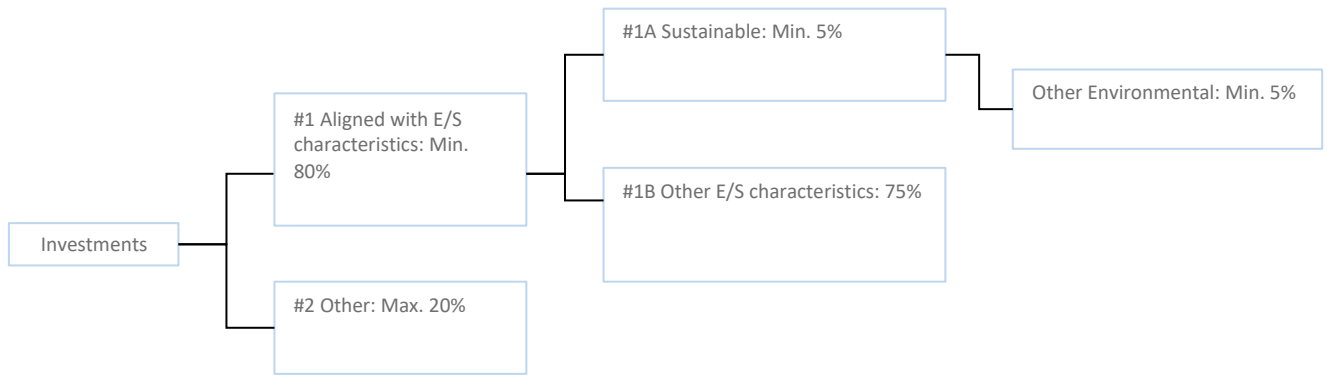 Investments
#1 Aligned with E/S
characteristics: Min.
80%
#2 Other: Max. 20%
#1A Sustainable: Min. 5%
#1B Other E/S characteristics: 75%
Other Environmental: Min. 5%